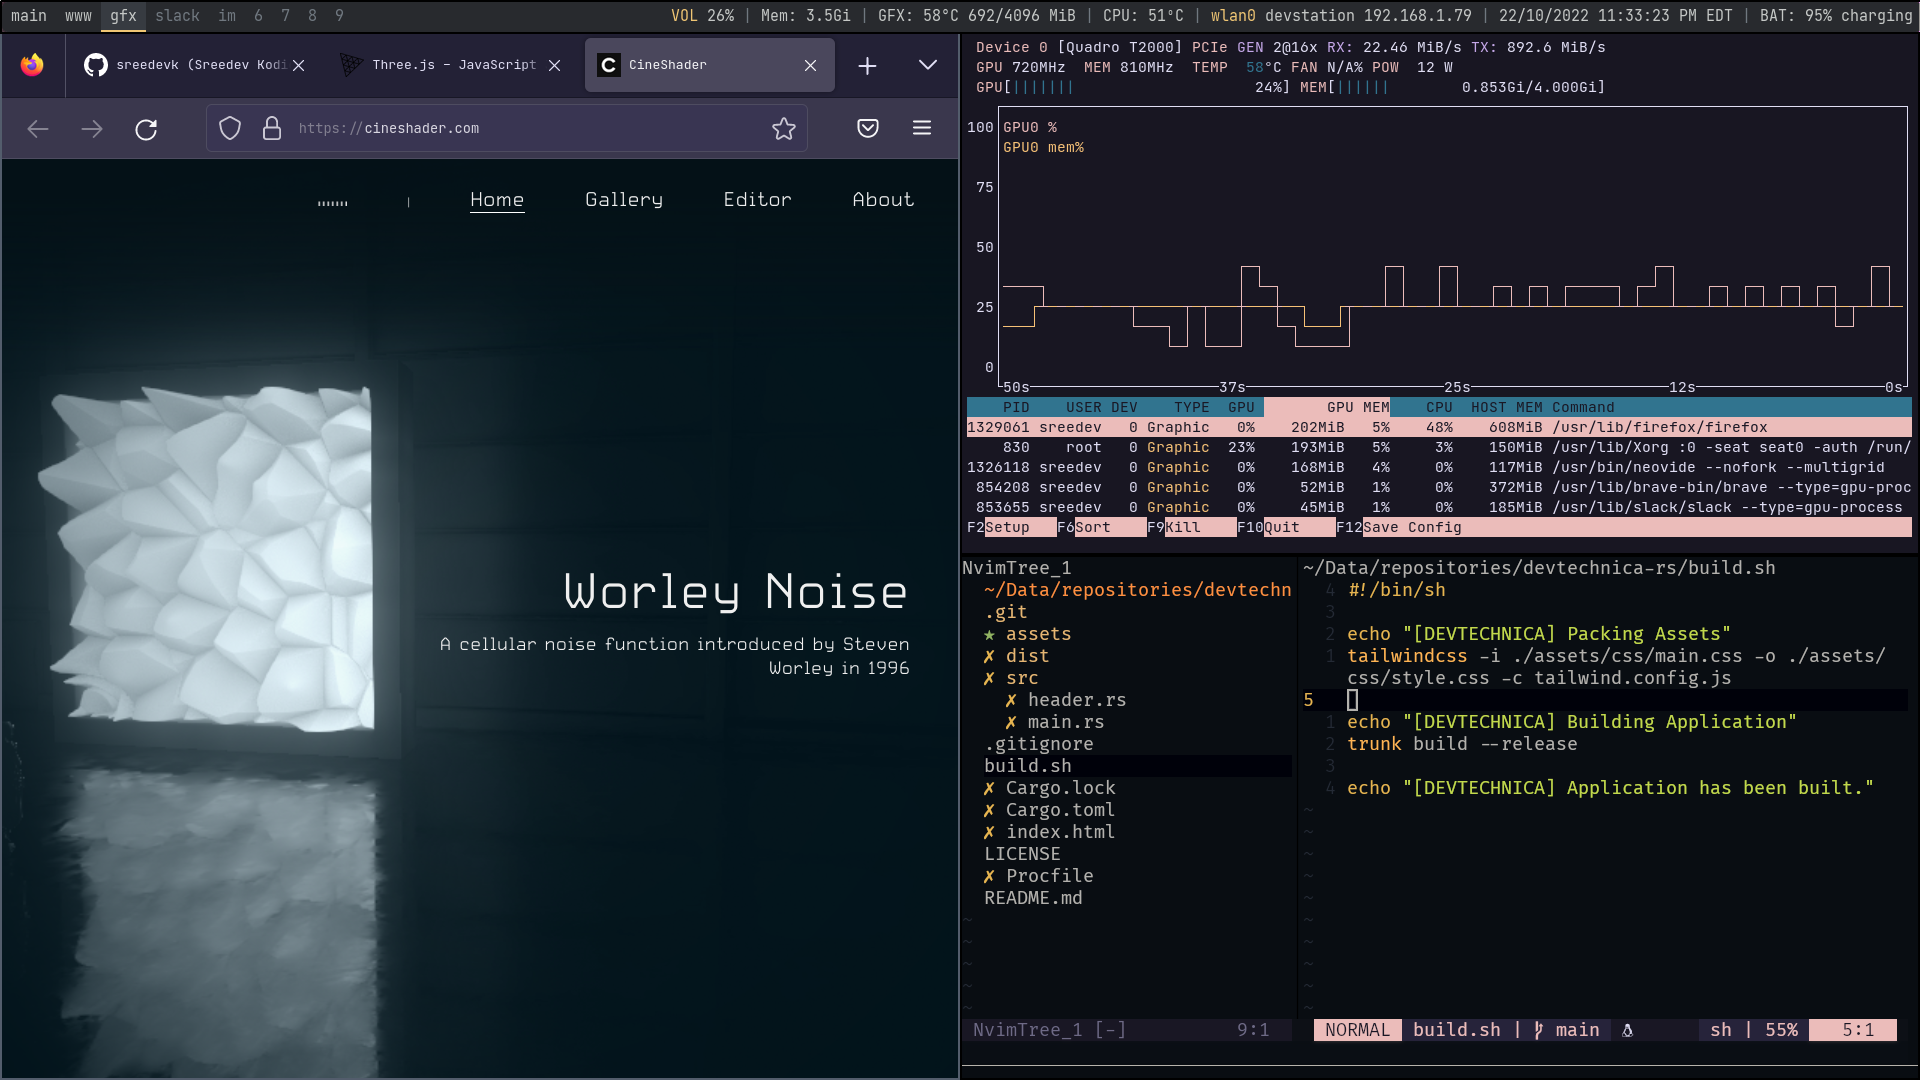 main www gfx slack im 6 7 8 9
VOL 26% | Mem: 3.5Gi | GFX: 58°C 692/4096 MiB | CPU: 51°C | wlan0 devstation 192.168.1.79 | 22/10/2022 11:33:23 PM EDT | BAT: 95% charging
sreedevk (Sreedev Kodi
Three.js – JavaScript
CineShader
https://cineshader.com
Home Gallery Editor About
Worley Noise
A cellular noise function introduced by Steven
Worley in 1996
Device 0 [Quadro T2000] PCIe GEN 2@16x RX: 22.46 MiB/s TX: 892.6 MiB/s
GPU 720MHz MEM 810MHz TEMP 58°C FAN N/A% POW 12 W
GPU[||||||| 24%] MEM[|||||| 0.853Gi/4.000Gi]
100
GPU0 %
GPU0 mem%
75
50
25
0
50s 37s 25s 12s 0s
PID USER DEV TYPE GPU GPU MEM CPU HOST MEM Command
1329061 sreedev 0 Graphic 0% 202MiB 5% 48% 608MiB /usr/lib/firefox/firefox
830 root 0 Graphic 23% 193MiB 5% 3% 150MiB /usr/lib/Xorg :0 -seat seat0 -auth /run/
1326118 sreedev 0 Graphic 0% 168MiB 4% 0% 117MiB /usr/bin/neovide --nofork --multigrid
854208 sreedev 0 Graphic 0% 52MiB 1% 0% 372MiB /usr/lib/brave-bin/brave --type=gpu-proc
853655 sreedev 0 Graphic 0% 45MiB 1% 0% 185MiB /usr/lib/slack/slack --type=gpu-process
F2Setup F6Sort F9Kill F10Quit F12Save Config
NvimTree_1
~/Data/repositories/devtechn
.git
★ assets
✗ dist
✗ src
✗ header.rs
✗ main.rs
.gitignore
build.sh
✗ Cargo.lock
✗ Cargo.toml
✗ index.html
LICENSE
✗ Procfile
README.md
~
~
~
~
~
NvimTree_1 [-] 9:1
~/Data/repositories/devtechnica-rs/build.sh
4 #!/bin/sh
3
2 echo "[DEVTECHNICA] Packing Assets"
1 tailwindcss -i ./assets/css/main.css -o ./assets/
css/style.css -c tailwind.config.js
5
1 echo "[DEVTECHNICA] Building Application"
2 trunk build --release
3
4 echo "[DEVTECHNICA] Application has been built."
~
~
~
~
~
~
~
~
~
~
NORMAL build.sh | main sh | 55% 5:1